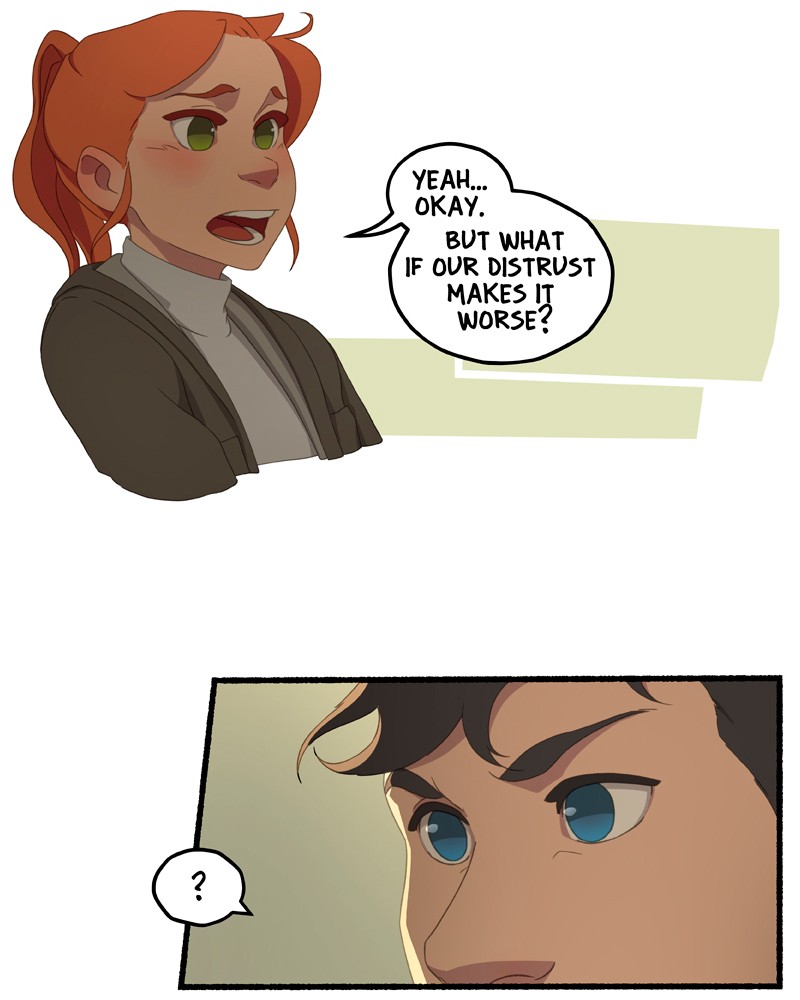 YEAH...
OKAY.
BUT WHAT
IF OUR DISTRUST
MAKES IT
WORSE?
?